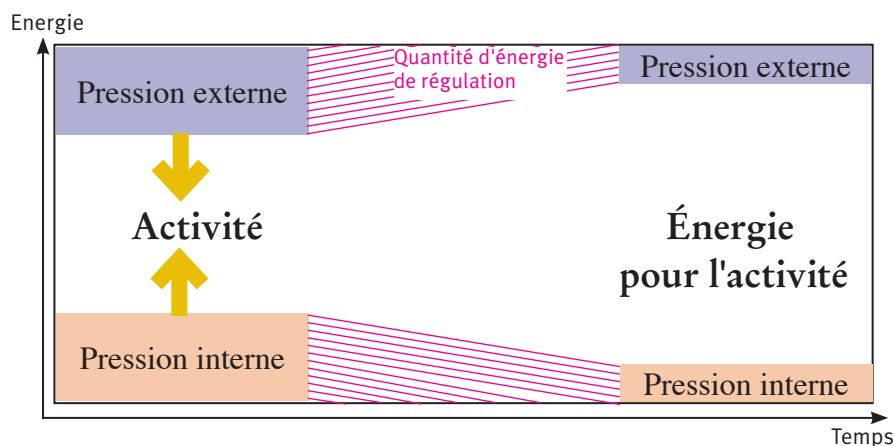 Energie
Quantité d'énergie
de régulation
Pression externe
Pression externe
Activité
Énergie
pour l'activité
Pression interne
Pression interne
Temps